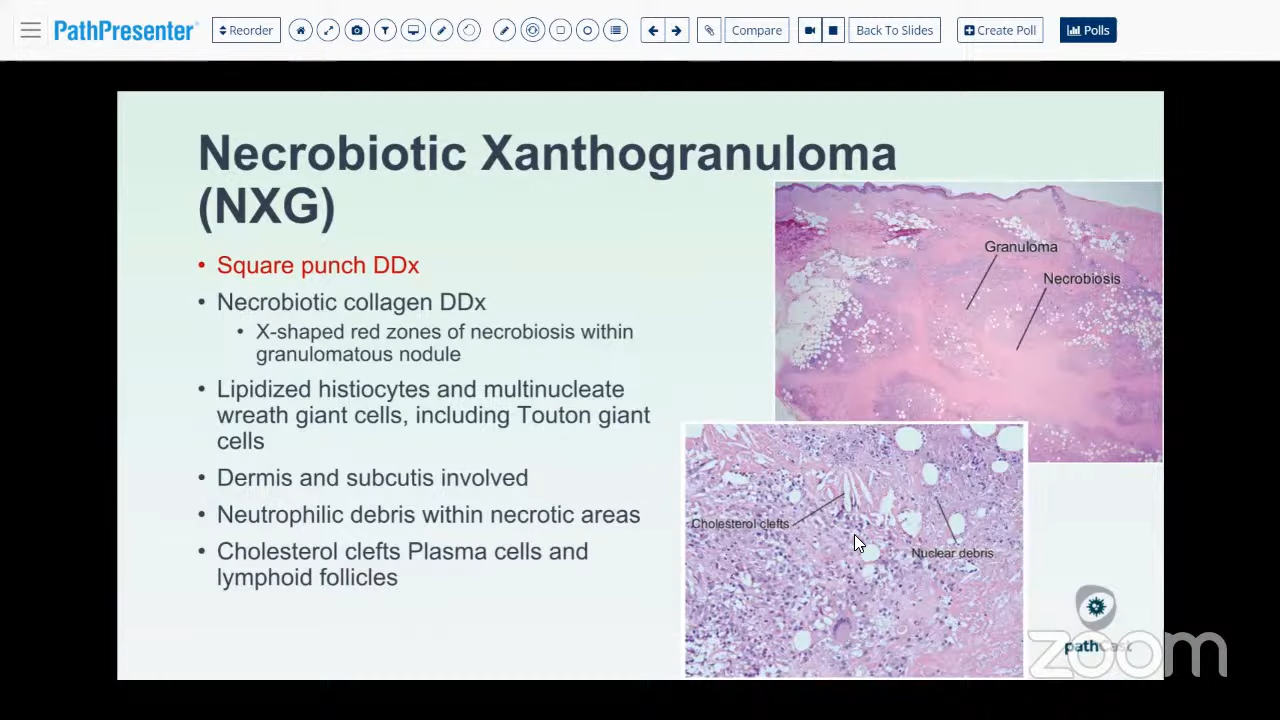 PathPresenter
Reorder
Compare
Back To Slides
Create Poll
Polls
Necrobiotic Xanthogranuloma
(NXG)
• Square punch DDx
• Necrobiotic collagen DDx
• X-shaped red zones of necrobiosis within
granulomatous nodule
• Lipidized histiocytes and multinucleate
wreath giant cells, including Touton giant
cells
• Dermis and subcutis involved
• Neutrophilic debris within necrotic areas
• Cholesterol clefts Plasma cells and
lymphoid follicles
Granuloma
Necrobiosis
Cholesterol clefts
Nuclear debris
pathCast
zoom